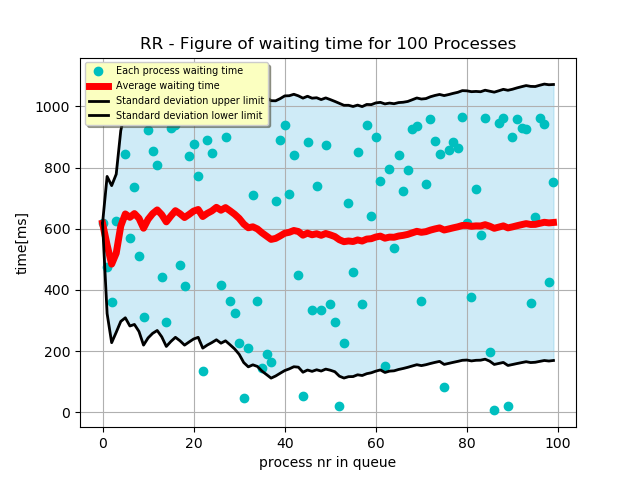 RR - Figure of waiting time for 100 Processes
Each process waiting time
Average waiting time
Standard deviation upper limit
Standard deviation lower limit
time[ms]
1000
800
600
400
200
0
0 20 40 60 80 100
process nr in queue